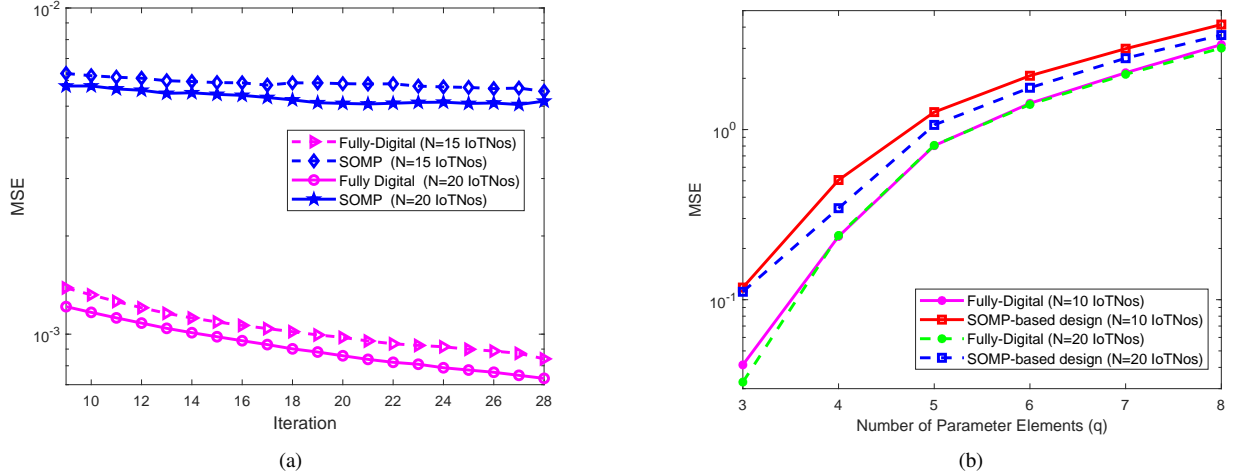 10^-2
MSE
10^-3
Fully-Digital (N=15 IoTNos)
SOMP (N=15 IoTNos)
Fully Digital (N=20 IoTNos)
SOMP (N=20 IoTNos)
10 12 14 16 18 20 22 24 26 28
Iteration
(a)
10^0
MSE
10^-1
Fully-Digital (N=10 IoTNos)
SOMP-based design (N=10 IoTNos)
Fully-Digital (N=20 IoTNos)
SOMP-based design (N=20 IoTNos)
3 4 5 6 7 8
Number of Parameter Elements (q)
(b)